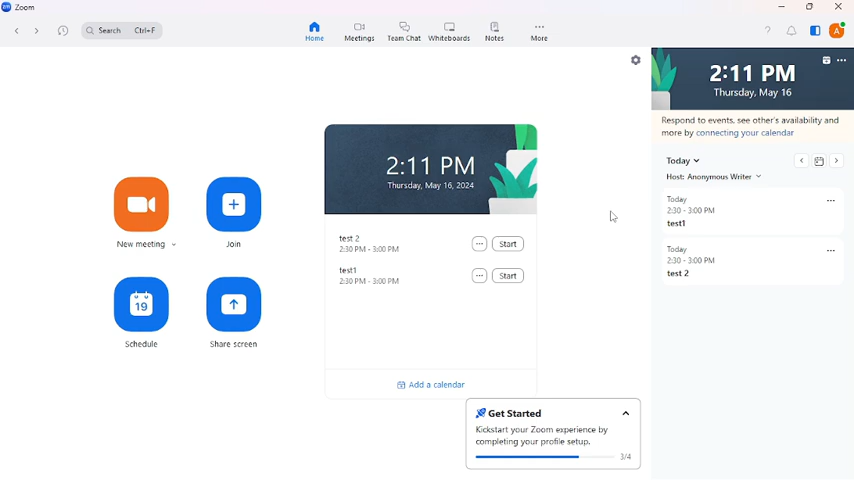 Zoom
Search Ctrl+F
Home
Meetings
Team Chat
Whiteboards
Notes
More
A
2:11 PM
Thursday, May 16, 2024
test 2
2:30 PM - 3:00 PM
Start
test1
2:30 PM - 3:00 PM
Start
Add a calendar
New meeting
Join
19
Schedule
Share screen
Get Started
Kickstart your Zoom experience by
completing your profile setup.
3/4
2:11 PM
Thursday, May 16
Respond to events, see other's availability and
more by connecting your calendar
Today
Host: Anonymous Writer
Today
2:30 - 3:00 PM
test1
Today
2:30 - 3:00 PM
test 2